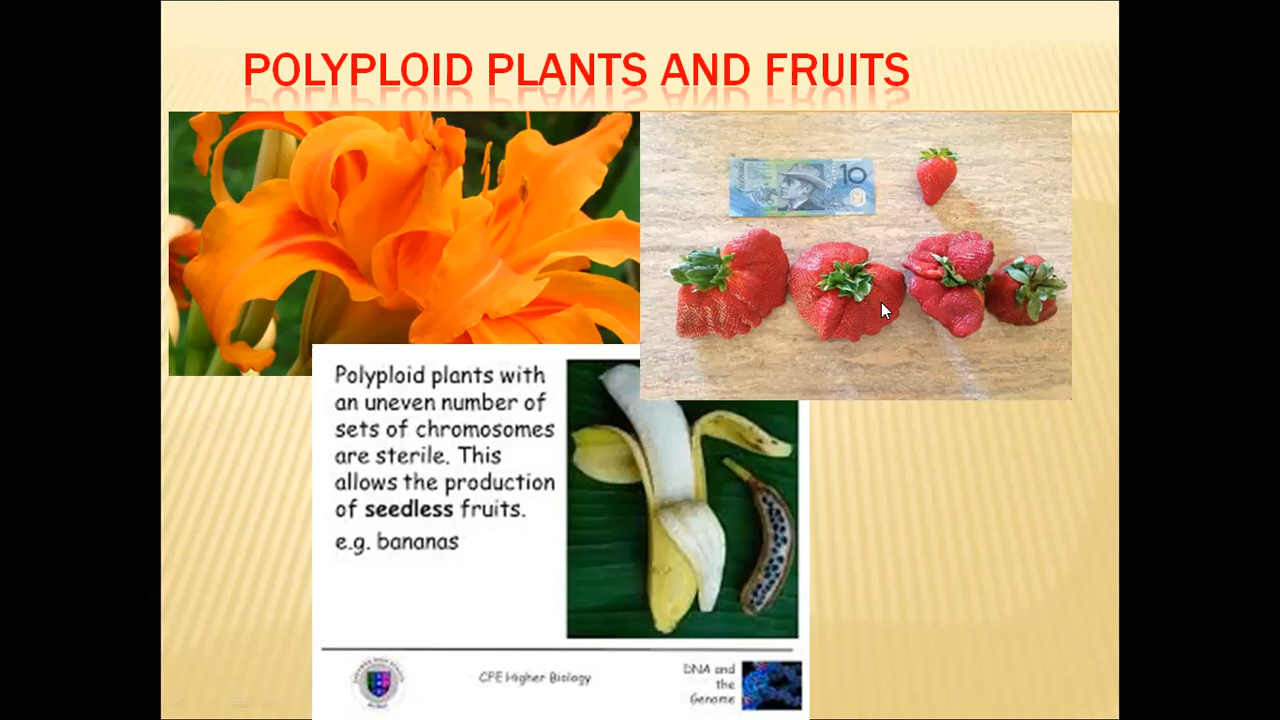 POLYPLOID PLANTS AND FRUITS
10
Polyploid plants with
an uneven number of
sets of chromosomes
are sterile. This
allows the production
of seedless fruits.
e.g. bananas
CFE Higher Biology
DNA and
the
Genome